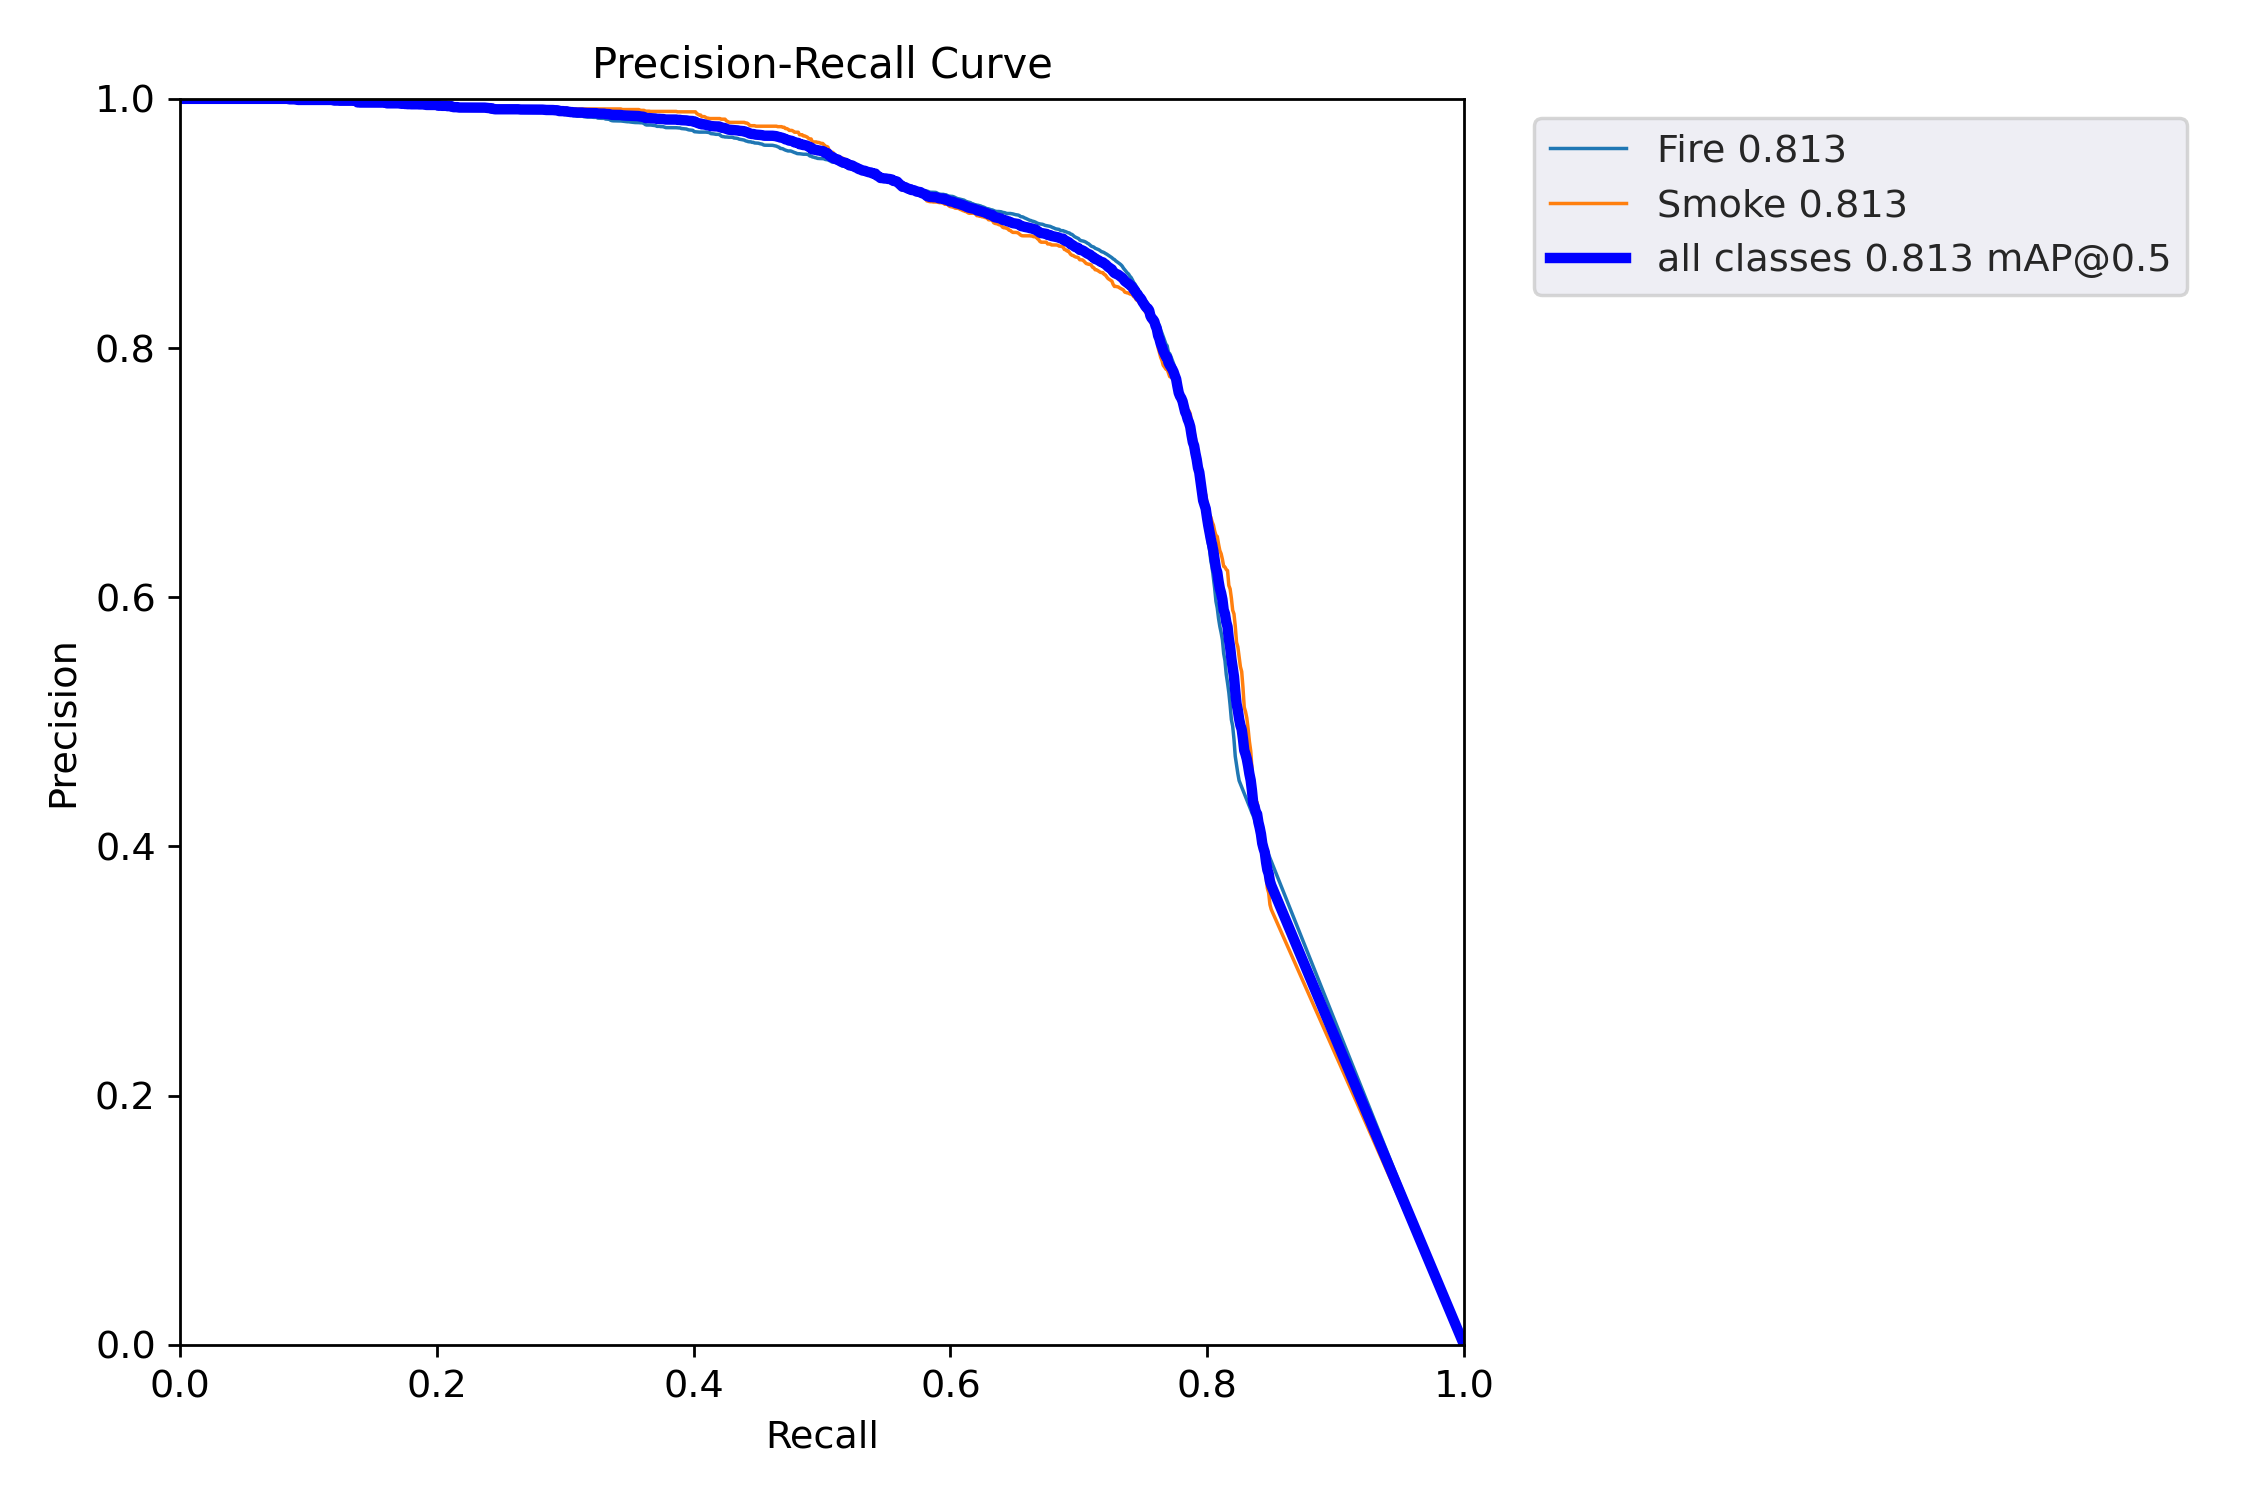 Precision-Recall Curve
1.0
0.8
0.6
0.4
0.2
0.0
Precision
0.0 0.2 0.4 0.6 0.8 1.0
Recall
Fire 0.813
Smoke 0.813
all classes 0.813 mAP@0.5